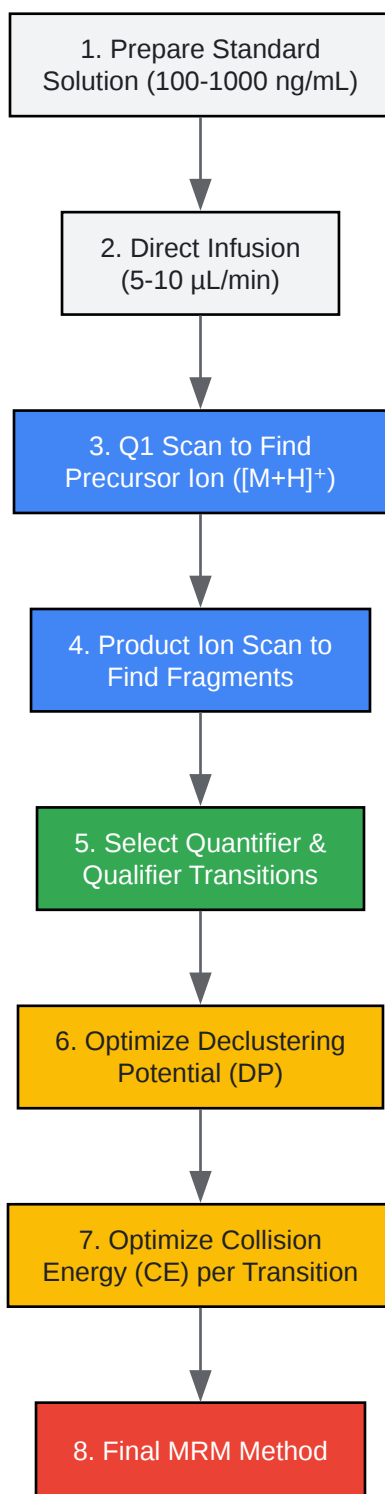 1. Prepare Standard
Solution (100-1000 ng/mL)
2. Direct Infusion
(5-10 µL/min)
3. Q1 Scan to Find
Precursor Ion ([M+H]⁺)
4. Product Ion Scan to
Find Fragments
5. Select Quantifier &
Qualifier Transitions
6. Optimize Declustering
Potential (DP)
7. Optimize Collision
Energy (CE) per Transition
8. Final MRM Method